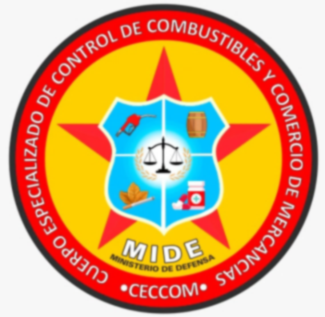 CUERPO ESPECIALIZADO DE CONTROL DE COMBUSTIBLES Y COMERCIO DE MERCANCIAS
MIDE
MINISTERIO DE DEFENSA
•CECCOM•